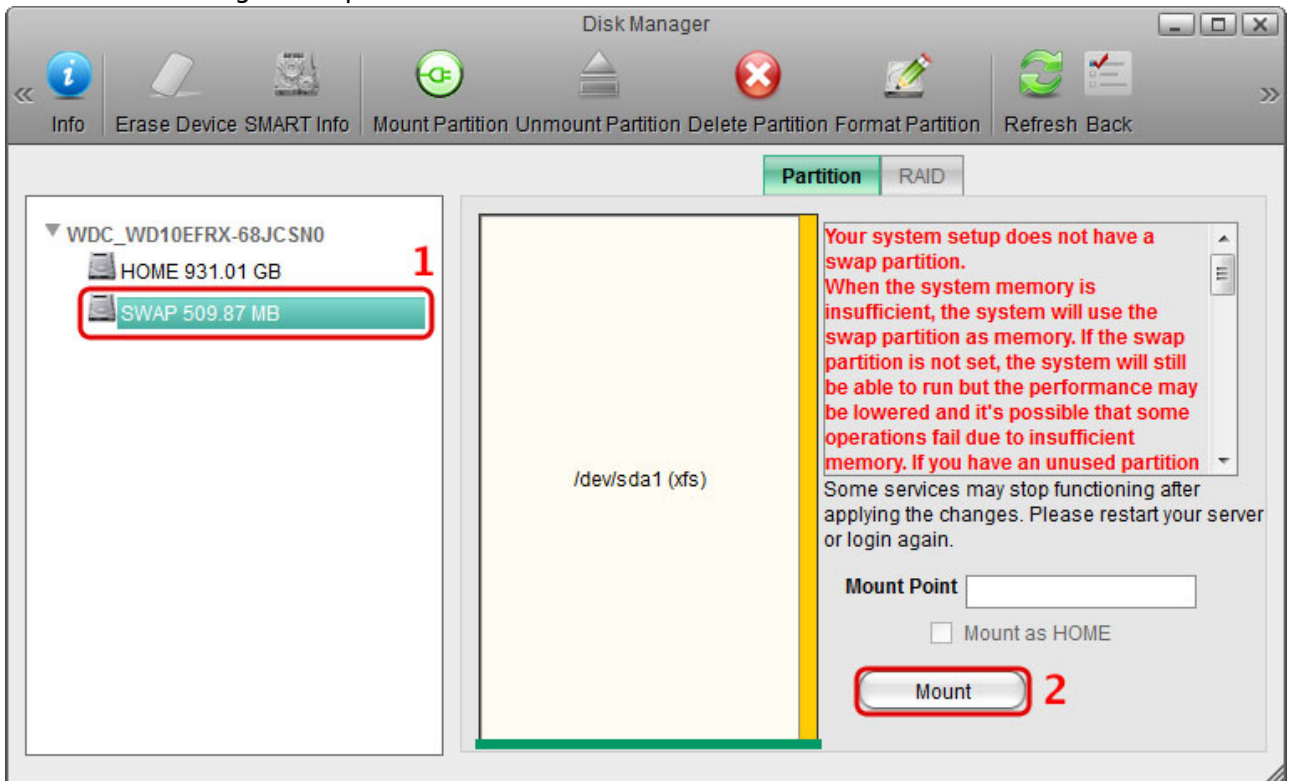 Disk Manager
Info Erase Device SMART Info Mount Partition Unmount Partition Delete Partition Format Partition Refresh Back
Partition RAID
WDC_WD10EFRX-68JCSN0
HOME 931.01 GB
1
SWAP 509.87 MB
/dev/sda1 (xfs)
Your system setup does not have a
swap partition.
When the system memory is
insufficient, the system will use the
swap partition as memory. If the swap
partition is not set, the system will still
be able to run but the performance may
be lowered and it's possible that some
operations fail due to insufficient
memory. If you have an unused partition
Some services may stop functioning after
applying the changes. Please restart your server
or login again.
Mount Point
Mount as HOME
Mount 2